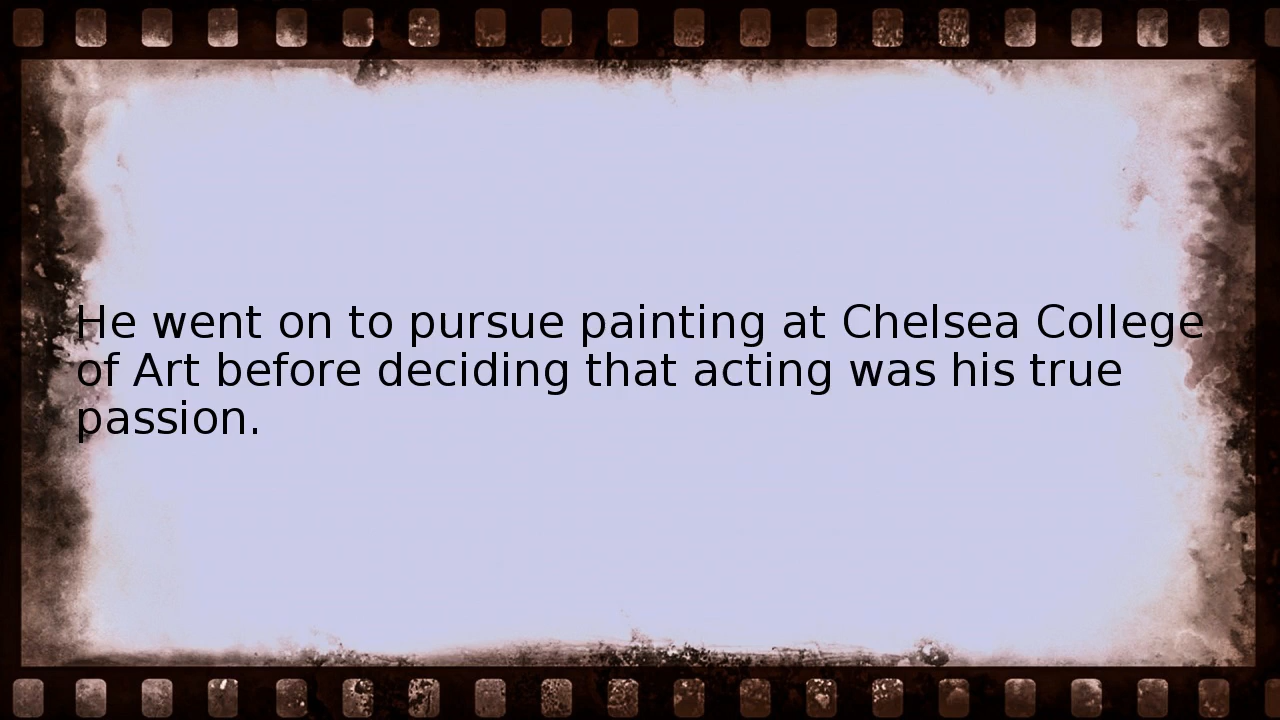 He went on to pursue painting at Chelsea College
of Art before deciding that acting was his true
passion.